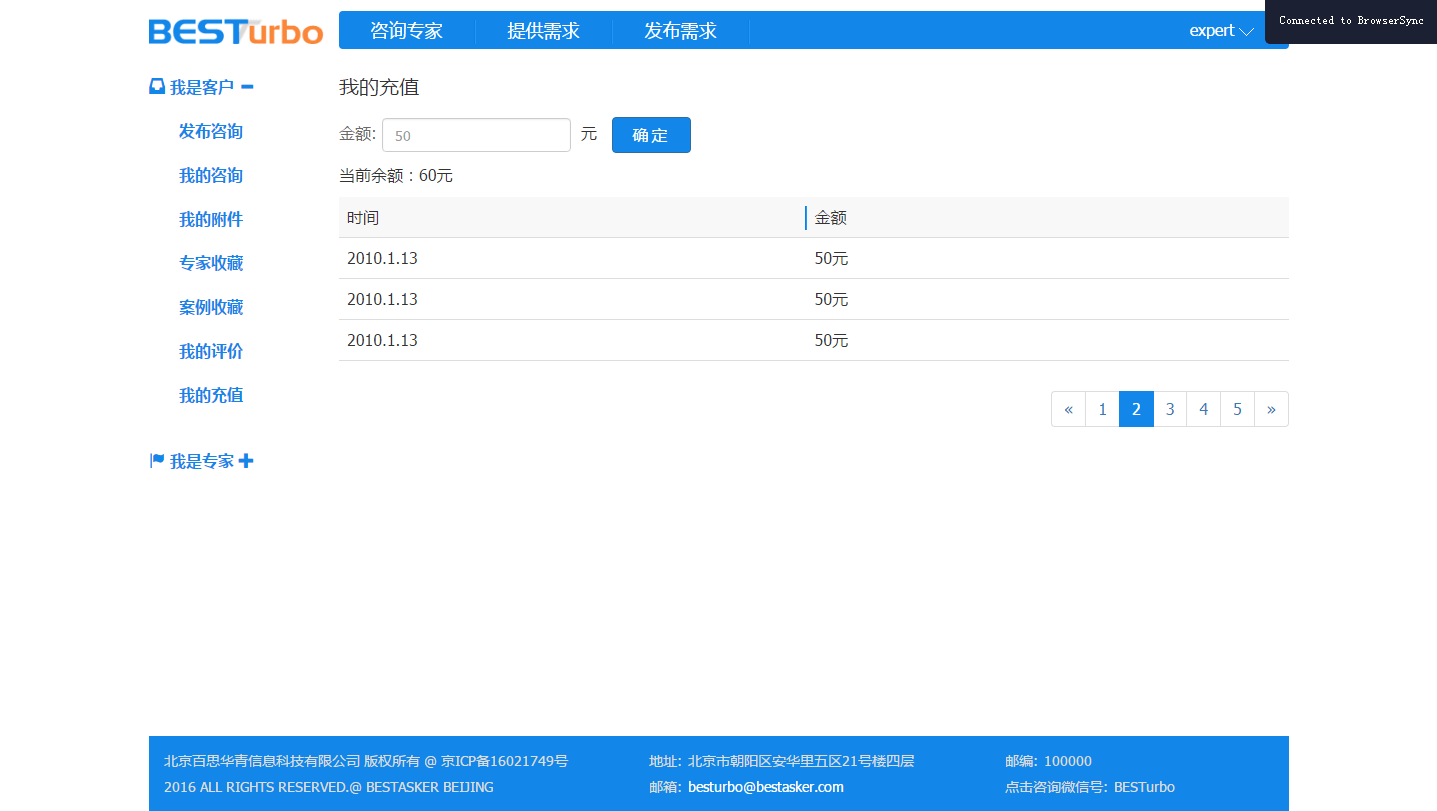 BESTurbo
咨询专家 提供需求 发布需求 expert
Connected to BrowserSync
我是客户
发布咨询
我的咨询
我的附件
专家收藏
案例收藏
我的评价
我的充值
我是专家
我的充值
金额: 50 元 确定
当前余额：60元
时间 金额
2010.1.13 50元
2010.1.13 50元
2010.1.13 50元
« 1 2 3 4 5 »
北京百思华青信息科技有限公司 版权所有 @ 京ICP备16021749号
2016 ALL RIGHTS RESERVED.@ BESTASKER BEIJING
地址: 北京市朝阳区安华里五区21号楼四层
邮箱: besturbo@bestasker.com
邮编: 100000
点击咨询微信号: BESTurbo